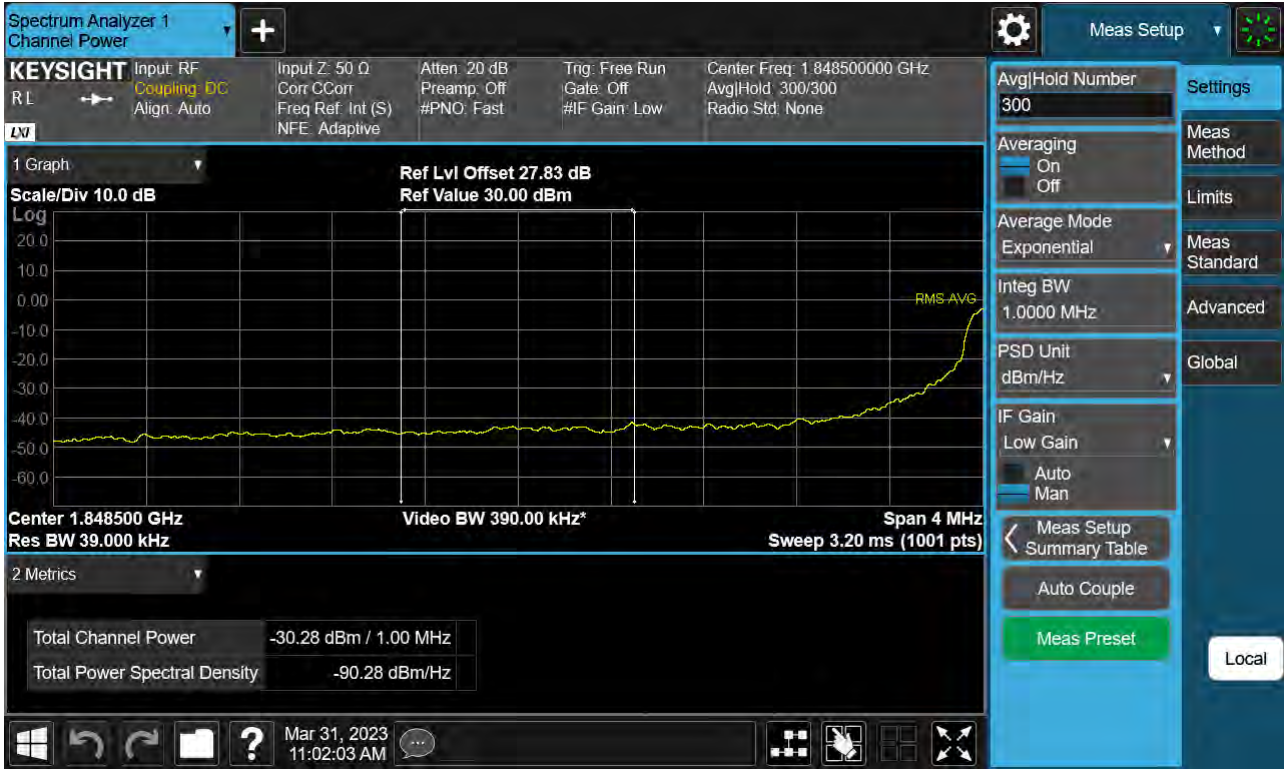 Spectrum Analyzer 1
Channel Power
+
Meas Setup
KEYSIGHT
RL
LXI
Input: RF
Coupling: DC
Align: Auto
Input Z: 50 Ω
Corr CCorr
Freq Ref: Int (S)
NFE: Adaptive
Atten: 20 dB
Preamp: Off
#PNO: Fast
Trig: Free Run
Gate: Off
#IF Gain: Low
Center Freq: 1.848500000 GHz
Avg|Hold: 300/300
Radio Std: None
1 Graph
Scale/Div 10.0 dB
Ref Lvl Offset 27.83 dB
Ref Value 30.00 dBm
Log
20.0
10.0
0.00
-10.0
-20.0
-30.0
-40.0
-50.0
-60.0
RMS AVG
Center 1.848500 GHz
Res BW 39.000 kHz
Video BW 390.00 kHz*
Span 4 MHz
Sweep 3.20 ms (1001 pts)
2 Metrics
Total Channel Power -30.28 dBm / 1.00 MHz
Total Power Spectral Density -90.28 dBm/Hz
Avg|Hold Number
300
Averaging
On
Off
Average Mode
Exponential
Integ BW
1.0000 MHz
PSD Unit
dBm/Hz
IF Gain
Low Gain
Auto
Man
Meas Setup
Summary Table
Auto Couple
Meas Preset
Settings
Meas
Method
Limits
Meas
Standard
Advanced
Global
Local
?
Mar 31, 2023
11:02:03 AM